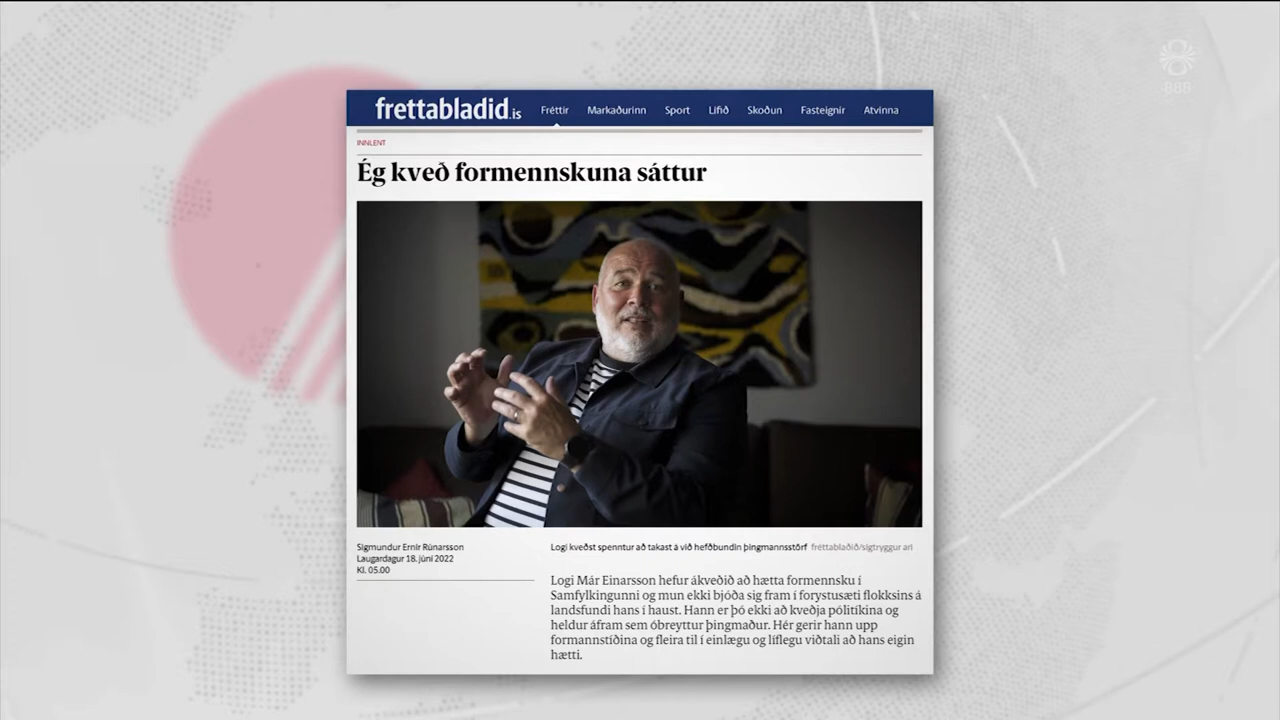 888
frettabladid.is
Fréttir Markaðurinn Sport Lífið Skoðun Fasteignir Atvinna
INNLENT
Ég kveð formennskuna sáttur
Sigmundur Ernir Rúnarsson
Laugardagur 18. júní 2022
Kl. 05.00
Logi kveðst spenntur að takast á við hefðbundin þingmannsstörf fréttablaðið/sigtryggur ari
Logi Már Einarsson hefur ákveðið að hætta formennsku í
Samfylkingunni og mun ekki bjóða sig fram í forystusæti flokksins á
landsfundi hans í haust. Hann er þó ekki að kveðja pólitíkina og
heldur áfram sem óbreyttur þingmaður. Hér gerir hann upp
formannstíðina og fleira til í einlægu og líflegu viðtali að hans eigin
hætti.